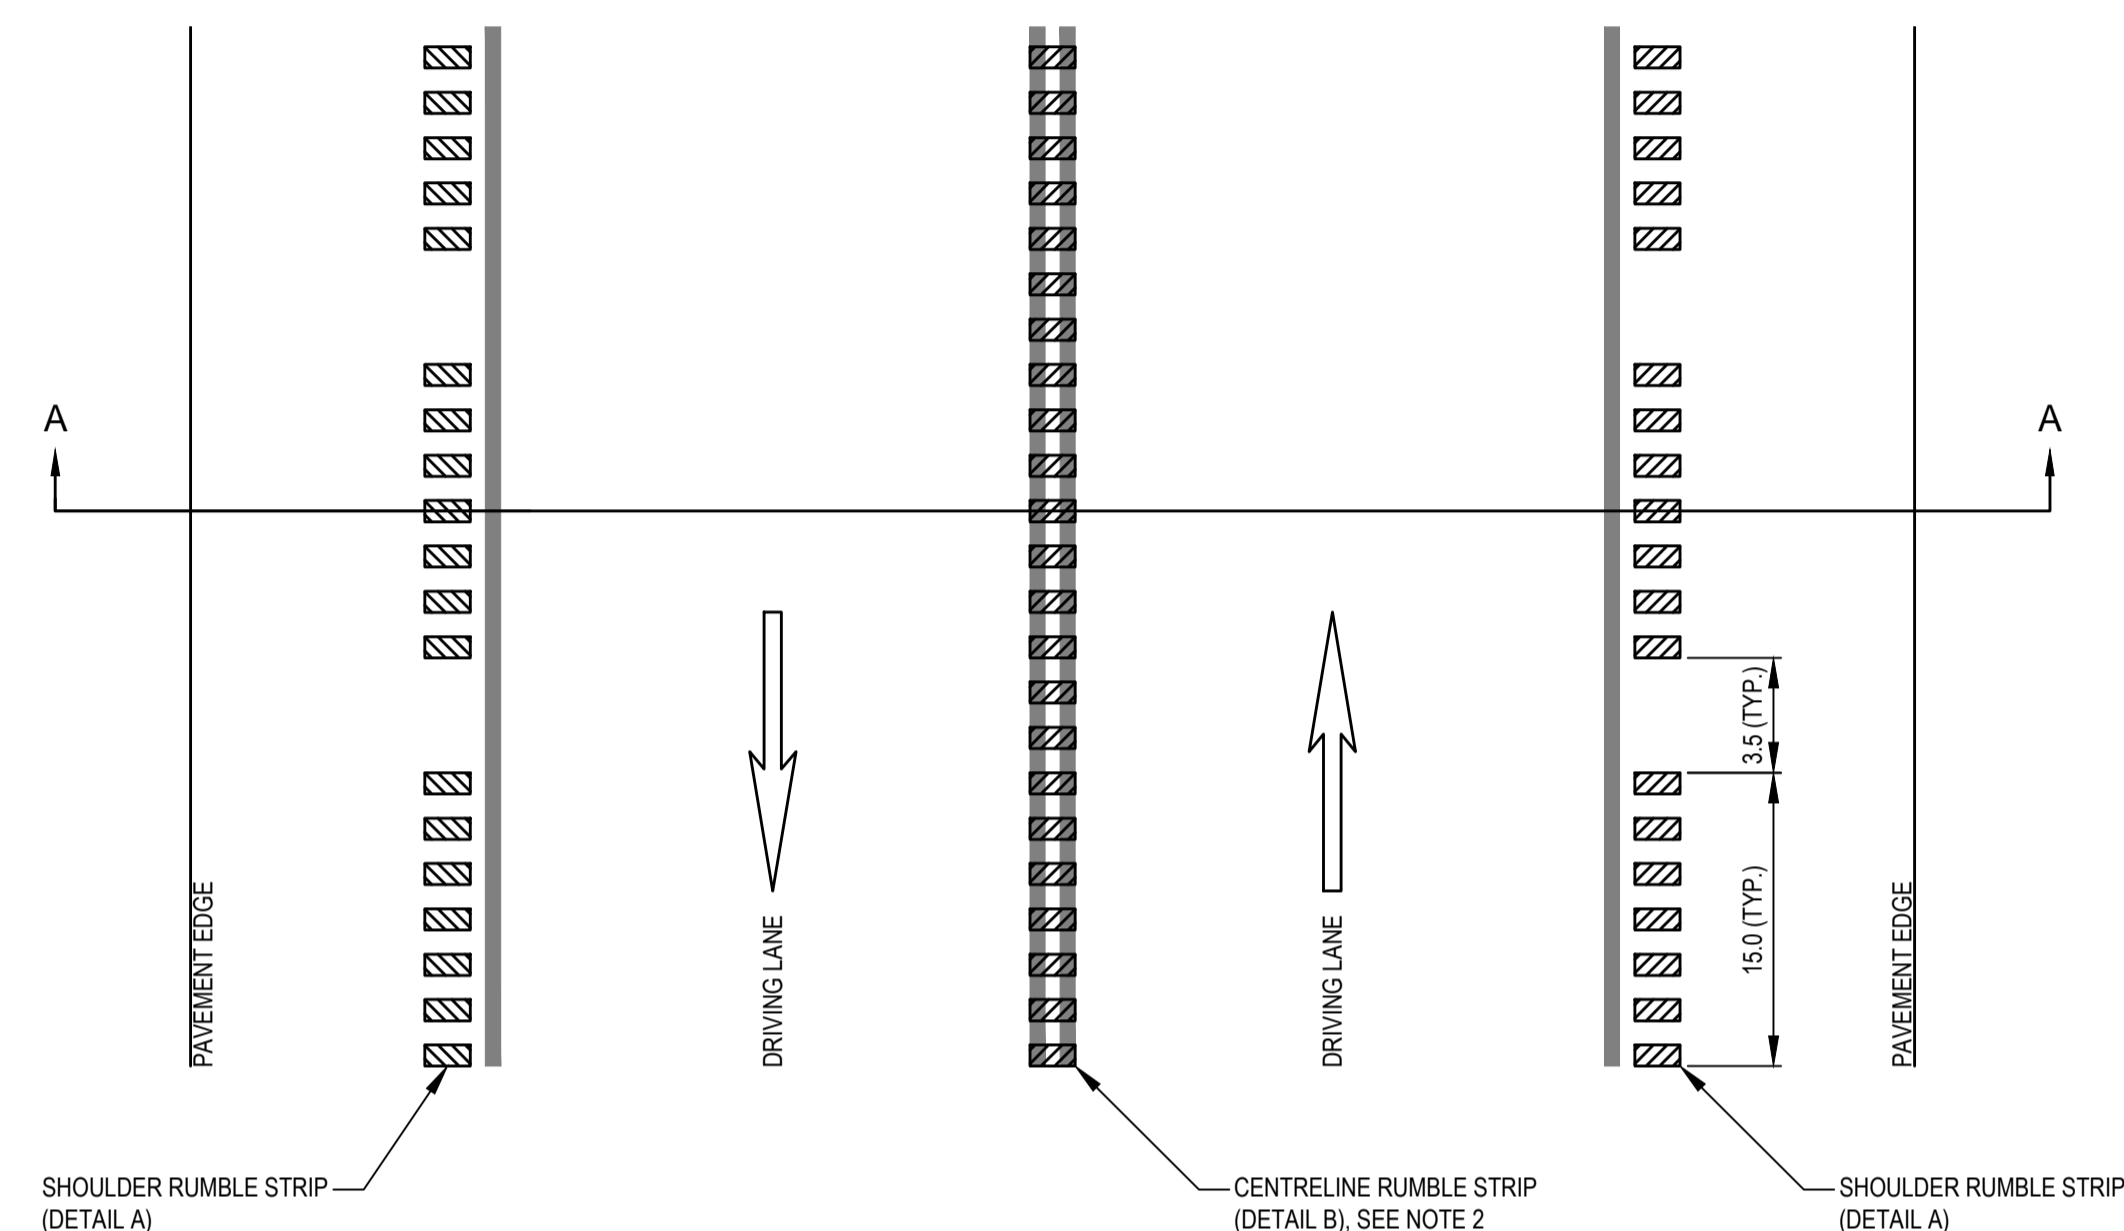 A
A
3.5 (TYP.)
15.0 (TYP.)
PAVEMENT EDGE
DRIVING LANE
DRIVING LANE
PAVEMENT EDGE
SHOULDER RUMBLE STRIP
(DETAIL A)
CENTRELINE RUMBLE STRIP
(DETAIL B), SEE NOTE 2
SHOULDER RUMBLE STRIP
(DETAIL A)